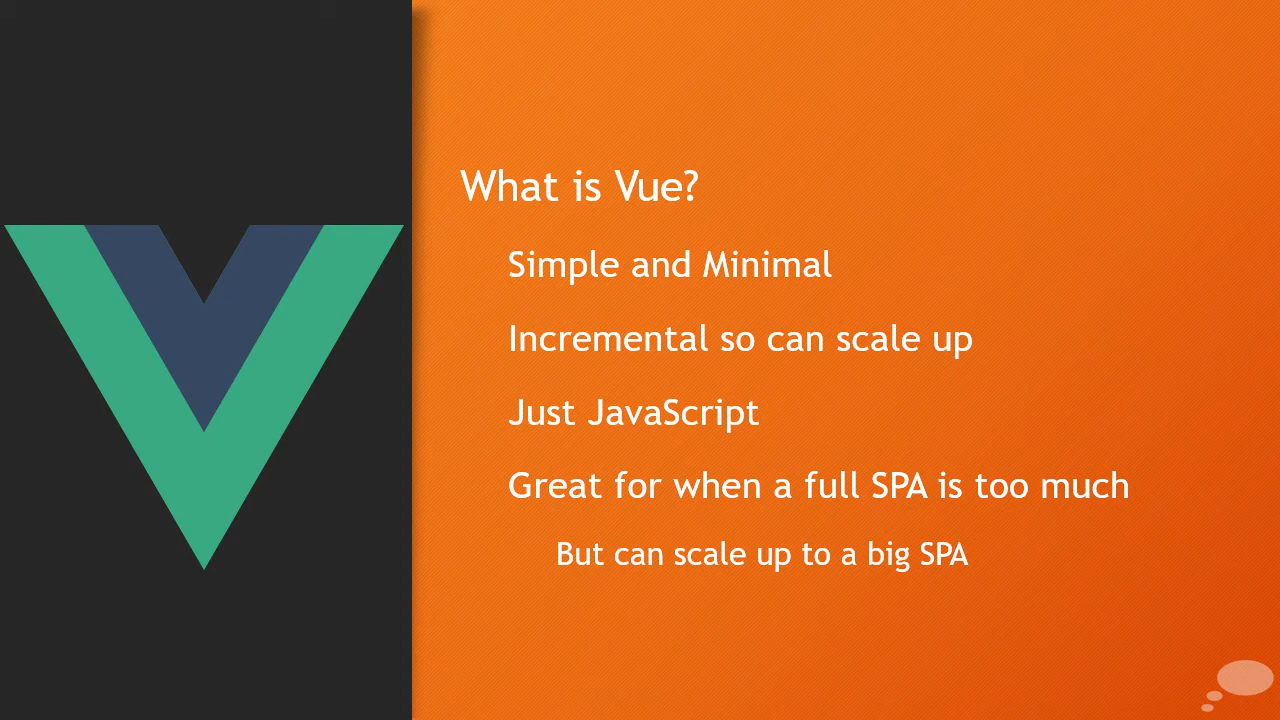 What is Vue?
Simple and Minimal
Incremental so can scale up
Just JavaScript
Great for when a full SPA is too much
But can scale up to a big SPA